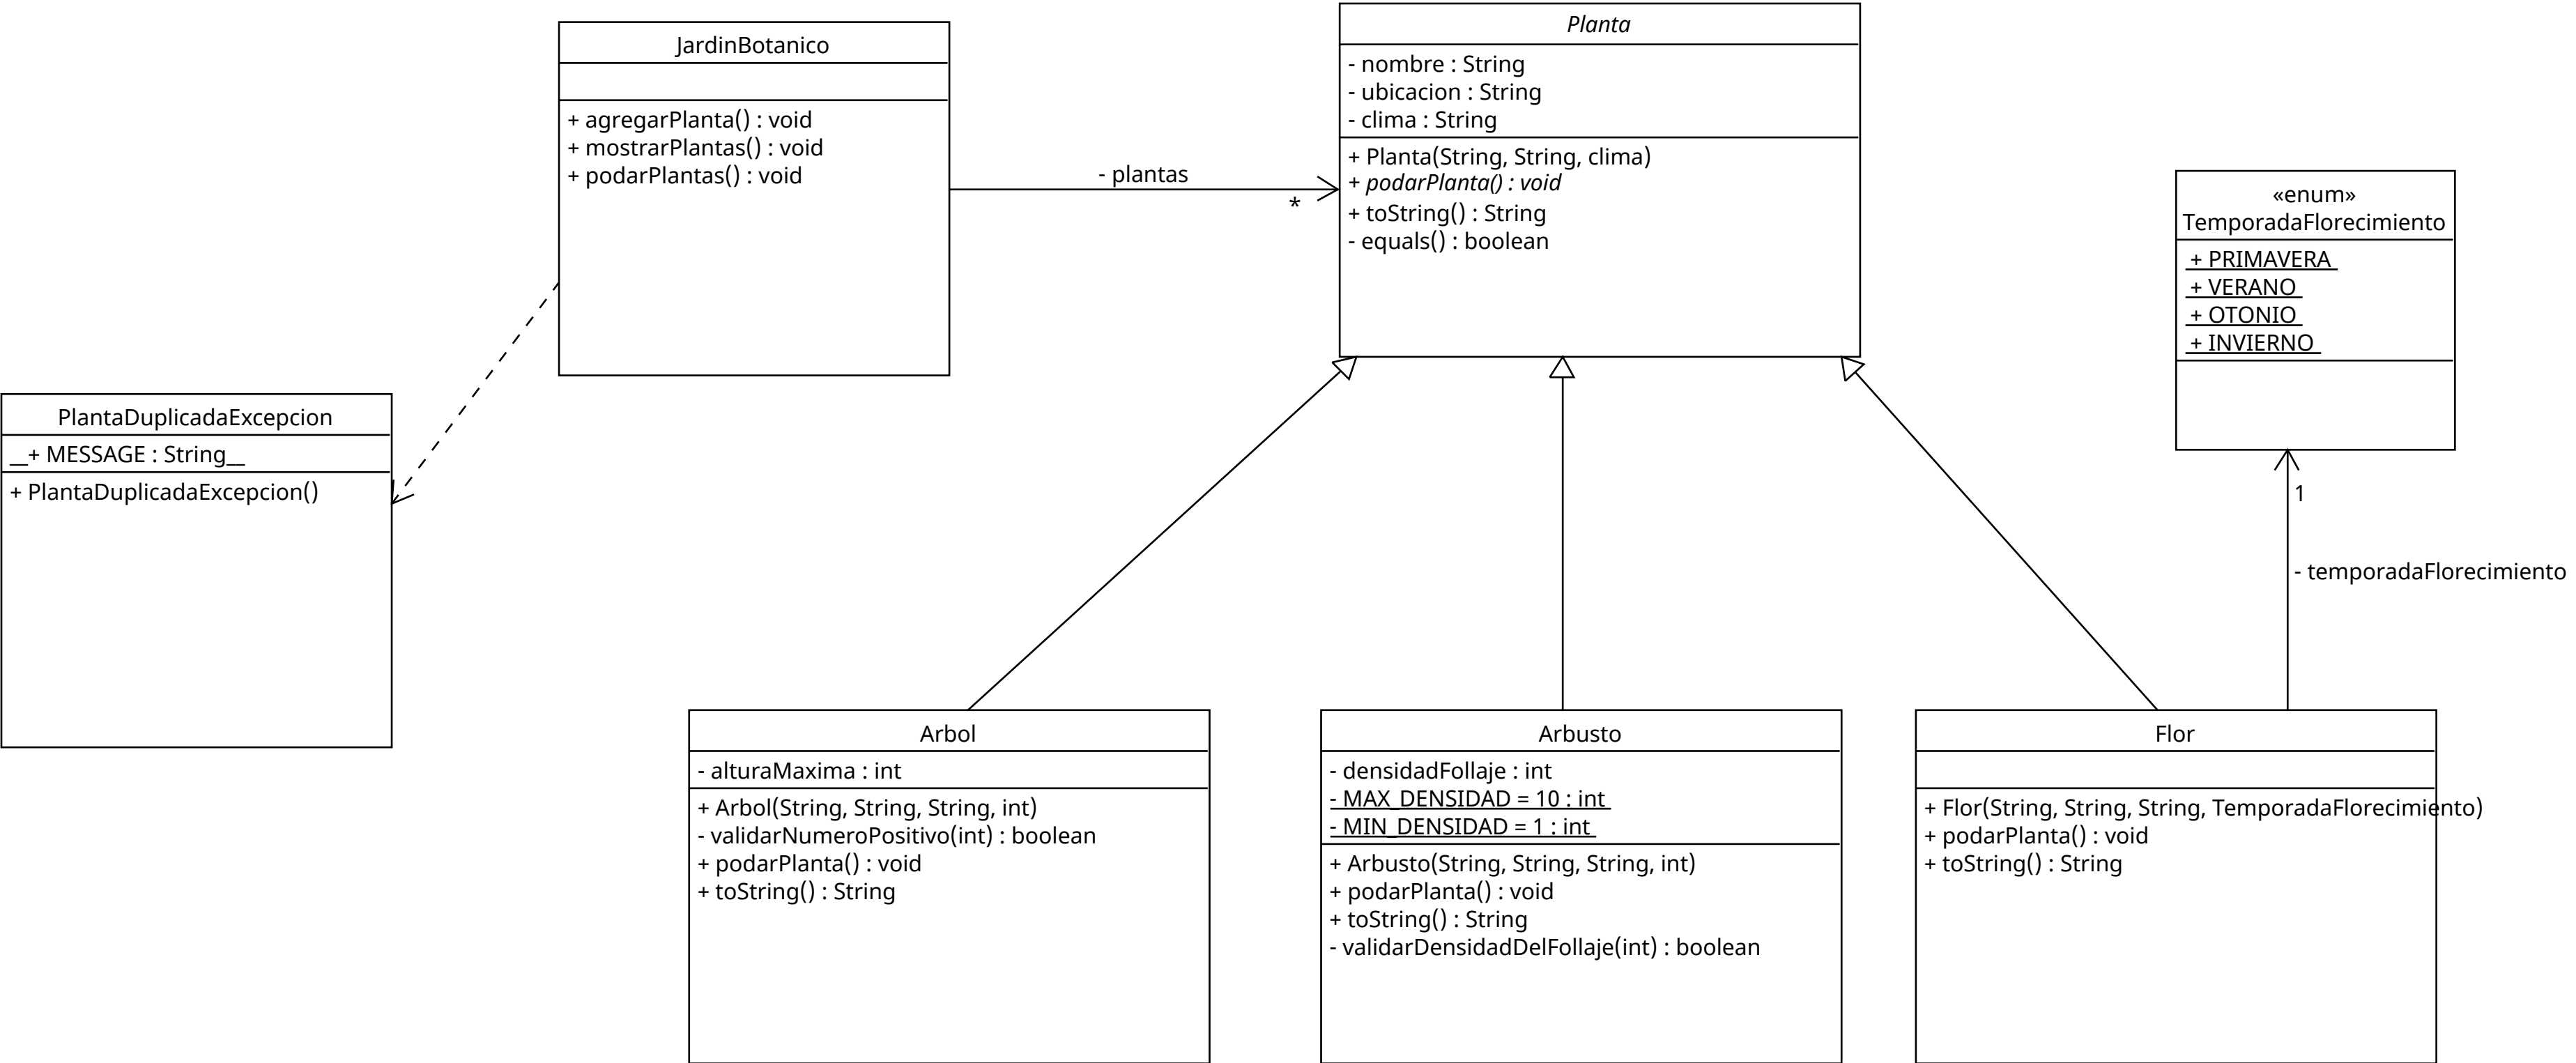 JardinBotanico
+ agregarPlanta() : void
+ mostrarPlantas() : void
+ podarPlantas() : void
- plantas
*
Planta
- nombre : String
- ubicacion : String
- clima : String
+ Planta(String, String, clima)
+ podarPlanta() : void
+ toString() : String
- equals() : boolean
«enum»
TemporadaFlorecimiento
+ PRIMAVERA
+ VERANO
+ OTONIO
+ INVIERNO
1
- temporadaFlorecimiento
PlantaDuplicadaExcepcion
__+ MESSAGE : String__
+ PlantaDuplicadaExcepcion()
Arbol
- alturaMaxima : int
+ Arbol(String, String, String, int)
- validarNumeroPositivo(int) : boolean
+ podarPlanta() : void
+ toString() : String
Arbusto
- densidadFollaje : int
- MAX_DENSIDAD = 10 : int
- MIN_DENSIDAD = 1 : int
+ Arbusto(String, String, String, int)
+ podarPlanta() : void
+ toString() : String
- validarDensidadDelFollaje(int) : boolean
Flor
+ Flor(String, String, String, TemporadaFlorecimiento)
+ podarPlanta() : void
+ toString() : String